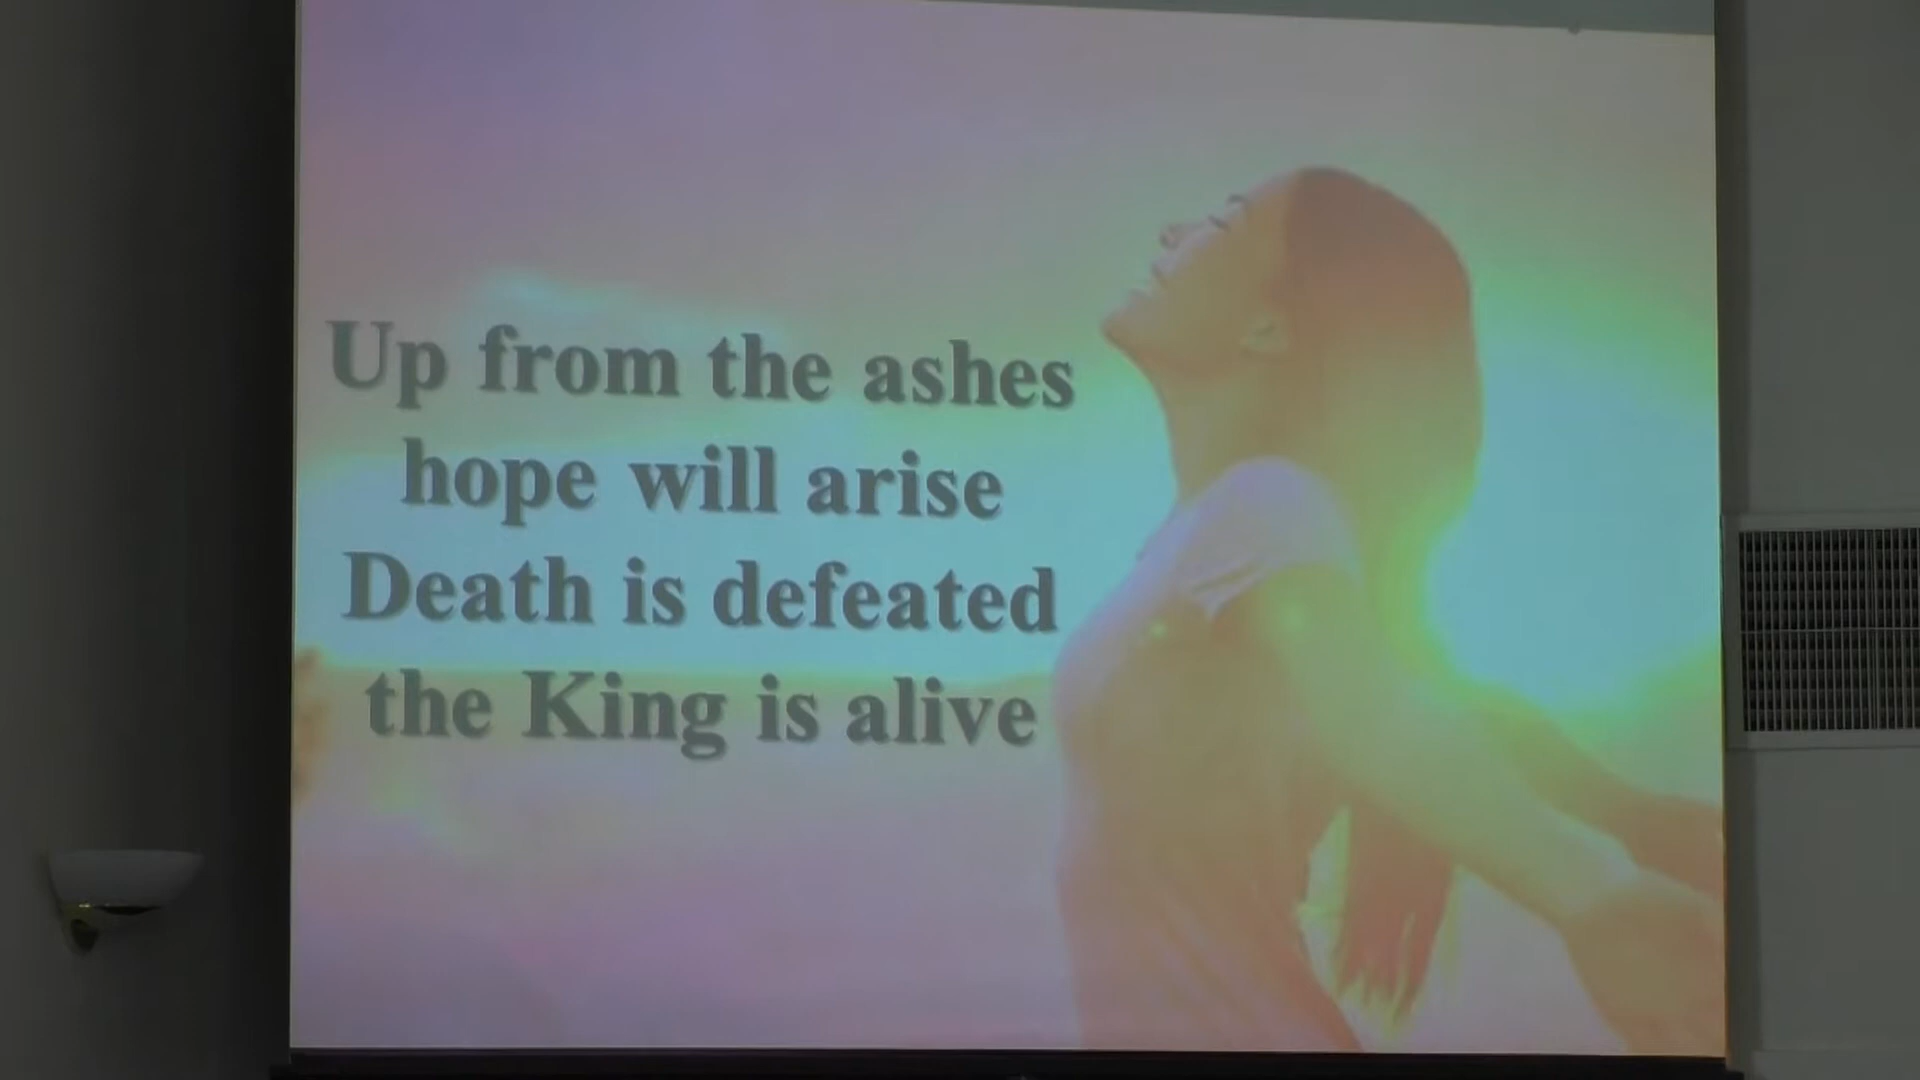 Up from the ashes
hope will arise
Death is defeated
the King is alive